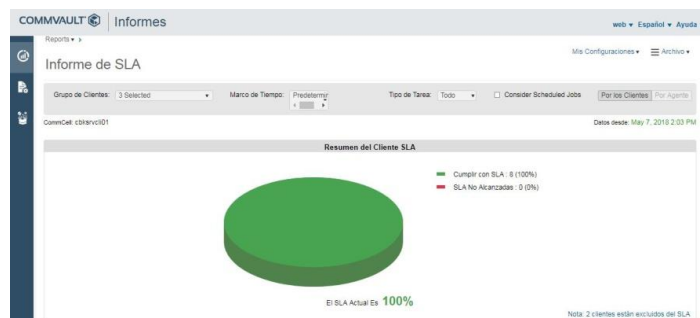 COMMVAULT Informes
web Español Ayuda
Reports
Mis Configuraciones Archivo
Informe de SLA
Grupo de Clientes: 3 Selected Marco de Tiempo: Predetermir Tipo de Tarea: Todo Consider Scheduled Jobs Por los Clientes Por Agente
CommCell: cbksrvcli01 Datos desde: May 7, 2018 2:03 PM
Resumen del Cliente SLA
Cumplir con SLA : 8 (100%)
SLA No Alcanzadas : 0 (0%)
El SLA Actual Es 100%
Nota: 2 clientes están excluidos del SLA